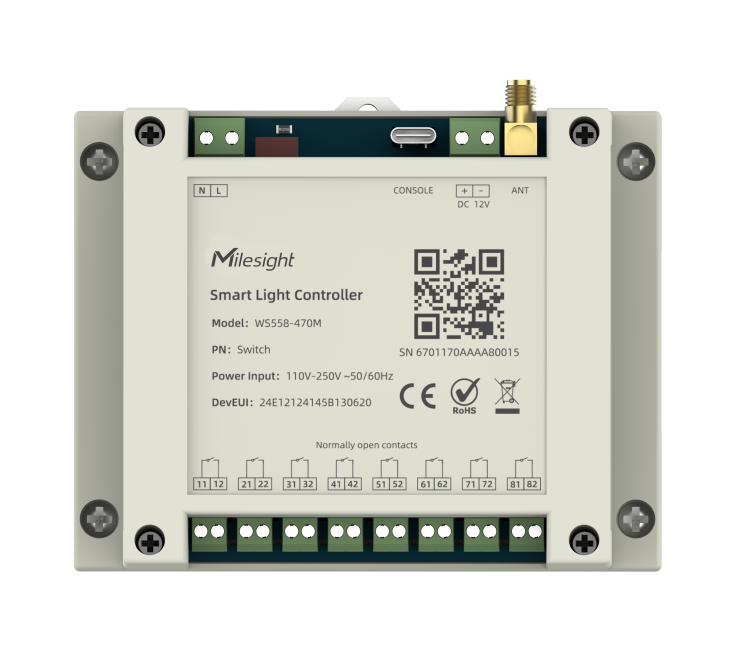 N L
CONSOLE
+ −
ANT
DC 12V
Milesight
Smart Light Controller
Model: WS558-470M
PN: Switch
SN 6701170AAAA80015
Power Input: 110V-250V ~50/60Hz
DevEUI: 24E12124145B130620
CE
RoHS
Normally open contacts
11 12 21 22 31 32 41 42 51 52 61 62 71 72 81 82